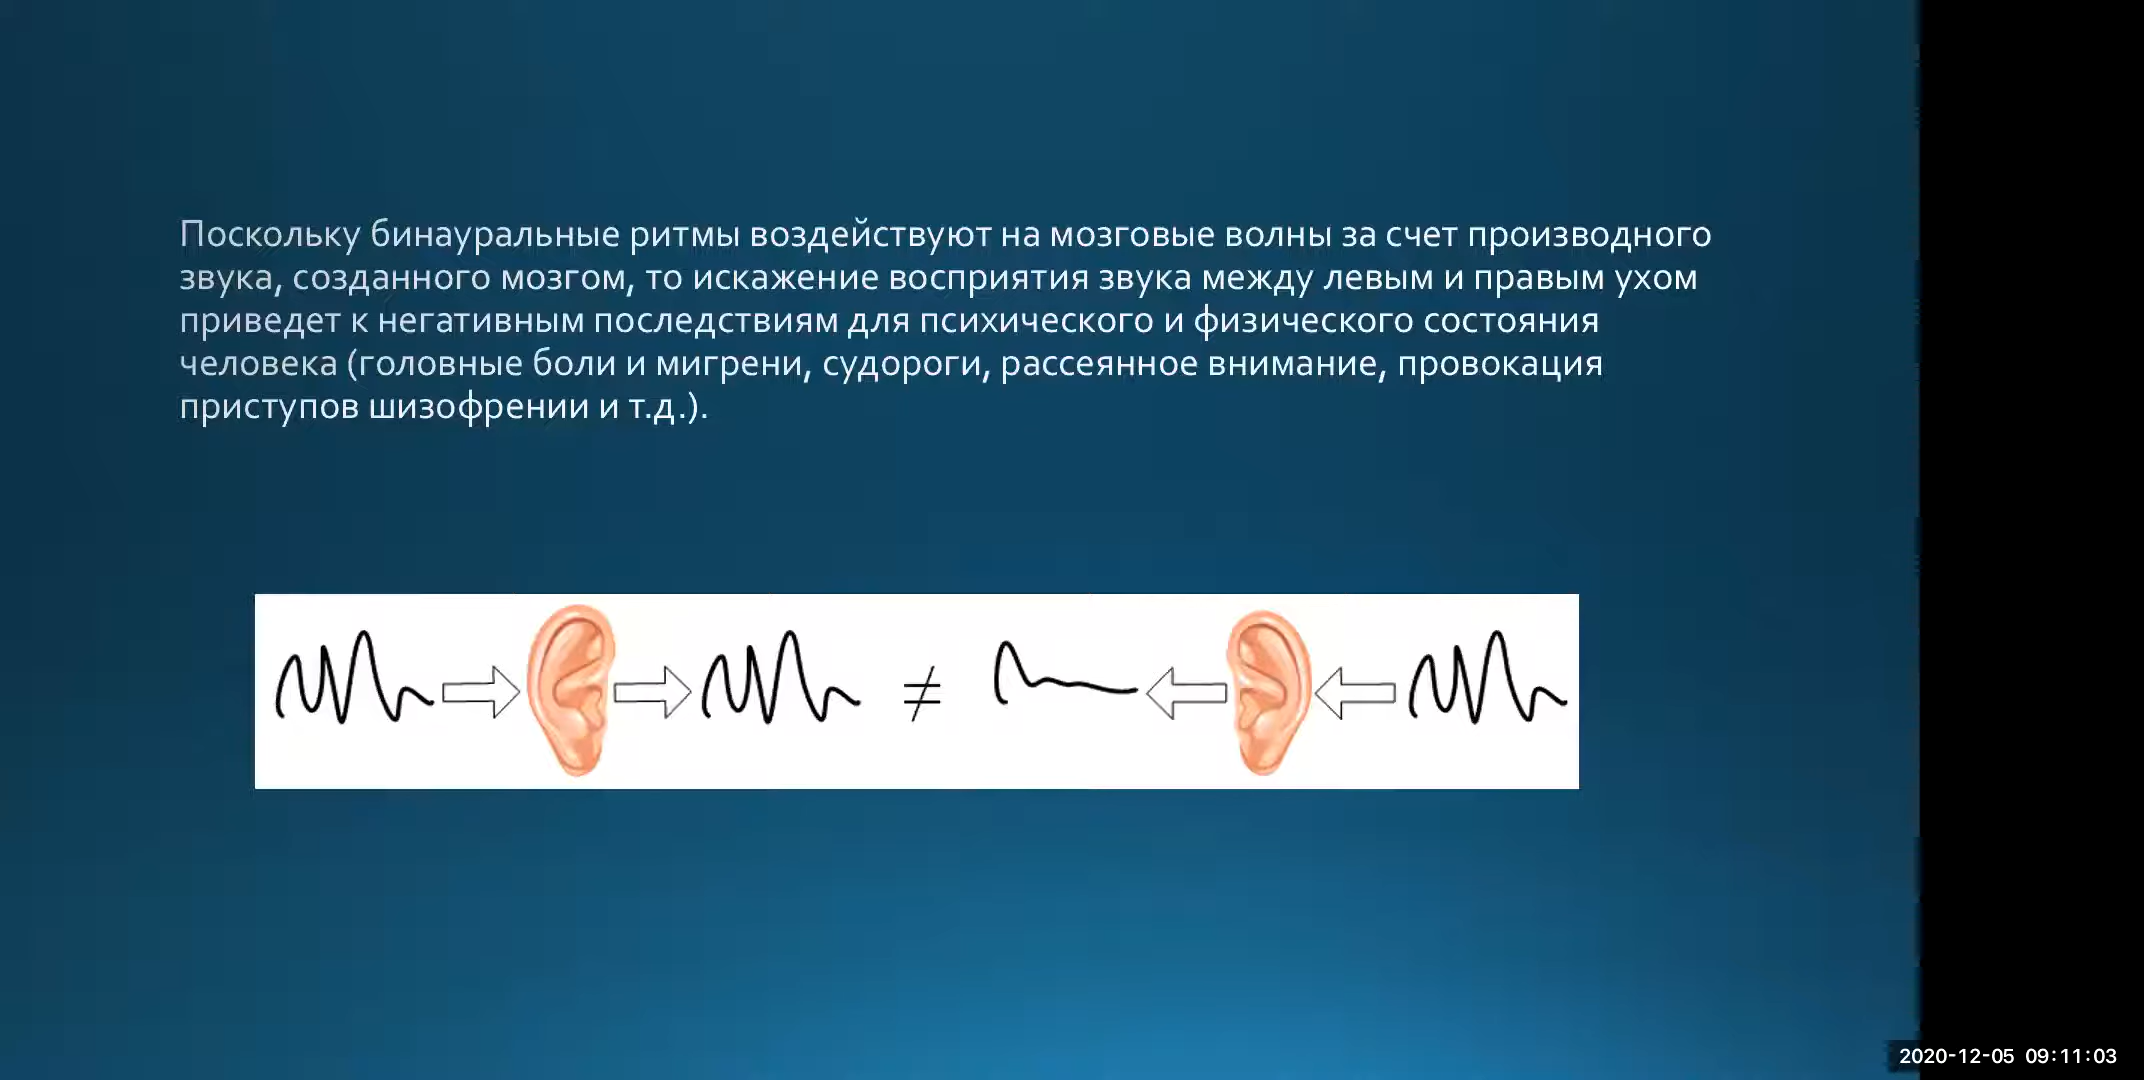 Поскольку бинауральные ритмы воздействуют на мозговые волны за счет производного
звука, созданного мозгом, то искажение восприятия звука между левым и правым ухом
приведет к негативным последствиям для психического и физического состояния
человека (головные боли и мигрени, судороги, рассеянное внимание, провокация
приступов шизофрении и т.д.).
≠
2020-12-05 09:11:03